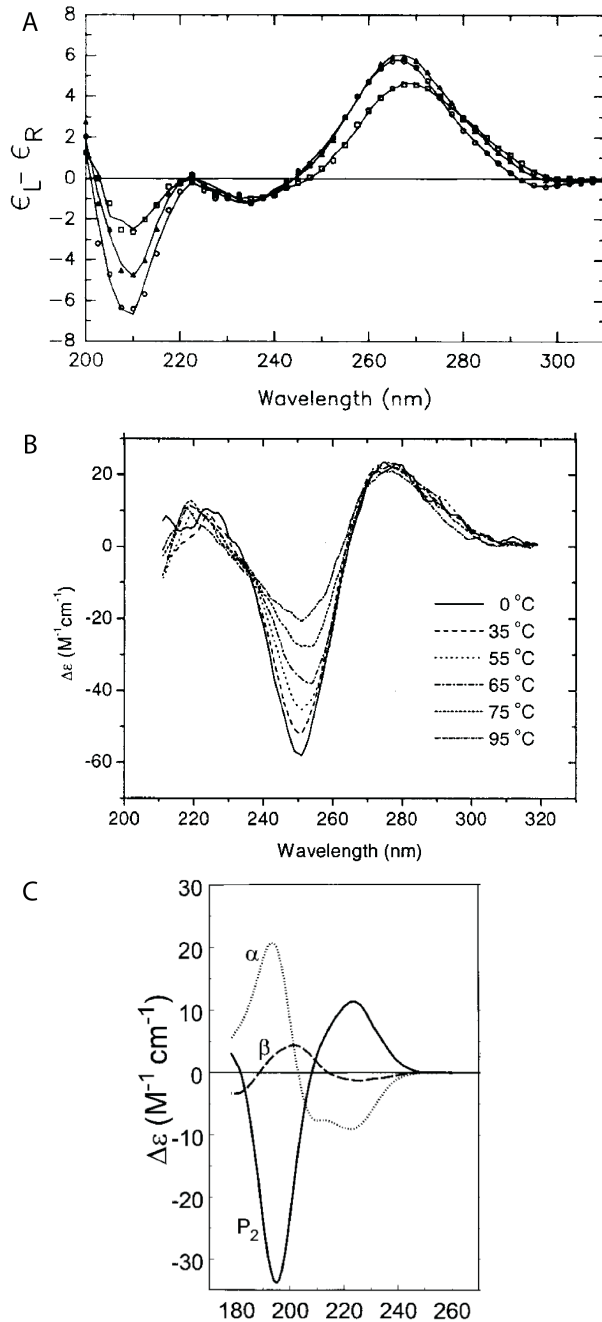 A
8
6
4
2
0
-2
-4
-6
-8
ϵL- ϵR
200 220 240 260 280 300
Wavelength (nm)
B
20
0
-20
-40
-60
Δε (M⁻¹cm⁻¹)
0 °C
35 °C
55 °C
65 °C
75 °C
95 °C
200 220 240 260 280 300 320
Wavelength (nm)
C
30
20
10
0
-10
-20
-30
Δε (M⁻¹ cm⁻¹)
α
β
P₂
180 200 220 240 260